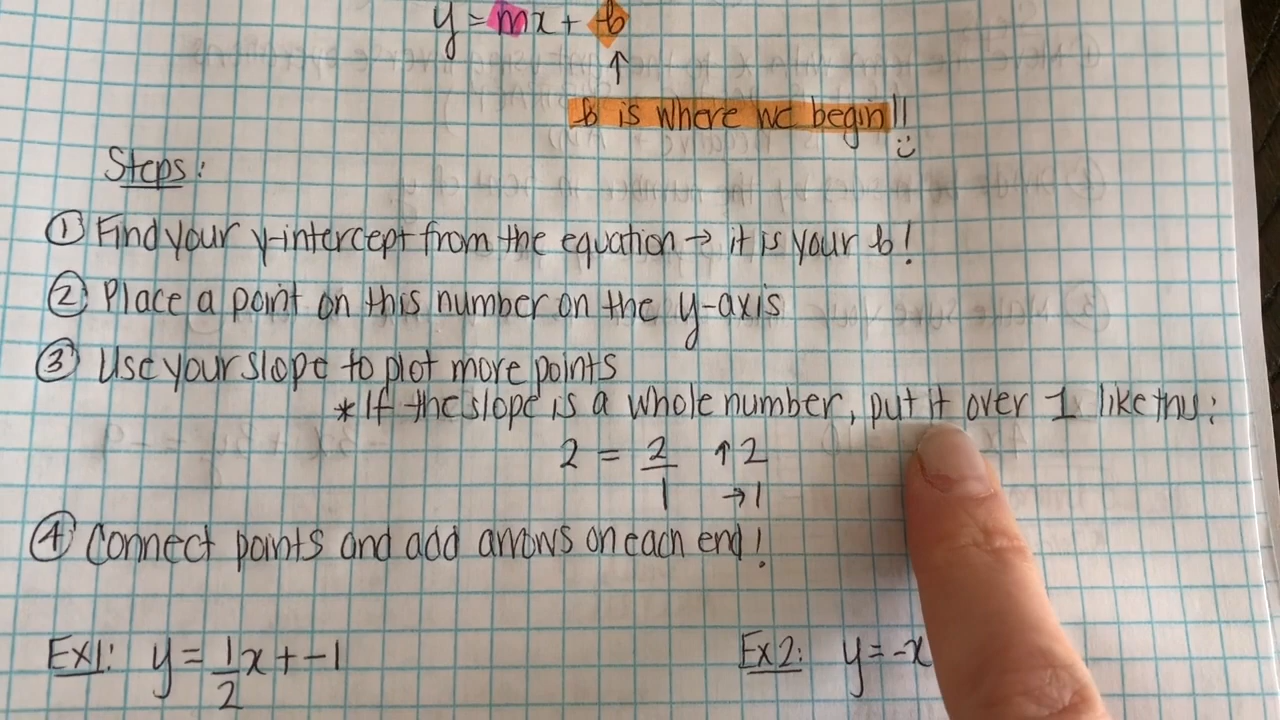 y = mx + b
↑
b is where we begin!!
Steps:
① Find your y-intercept from the equation → it is your b!
② Place a point on this number on the y-axis
③ Use your slope to plot more points
* If the slope is a whole number, put it over 1 like this:
2 = 2/1 ↑2 →1
④ Connect points and add arrows on each end!
Ex1: y = 1/2 x + -1
Ex2: y = -x